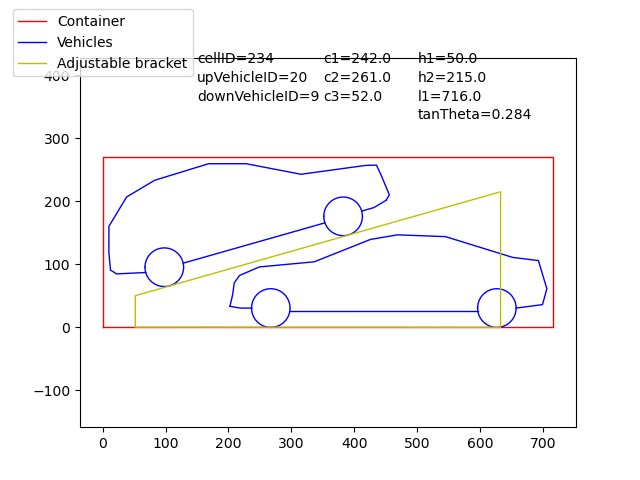 Container
Vehicles
Adjustable bracket
cellID=234 c1=242.0 h1=50.0
upVehicleID=20 c2=261.0 h2=215.0
downVehicleID=9 c3=52.0 l1=716.0
tanTheta=0.284
400
300
200
100
0
−100
0 100 200 300 400 500 600 700